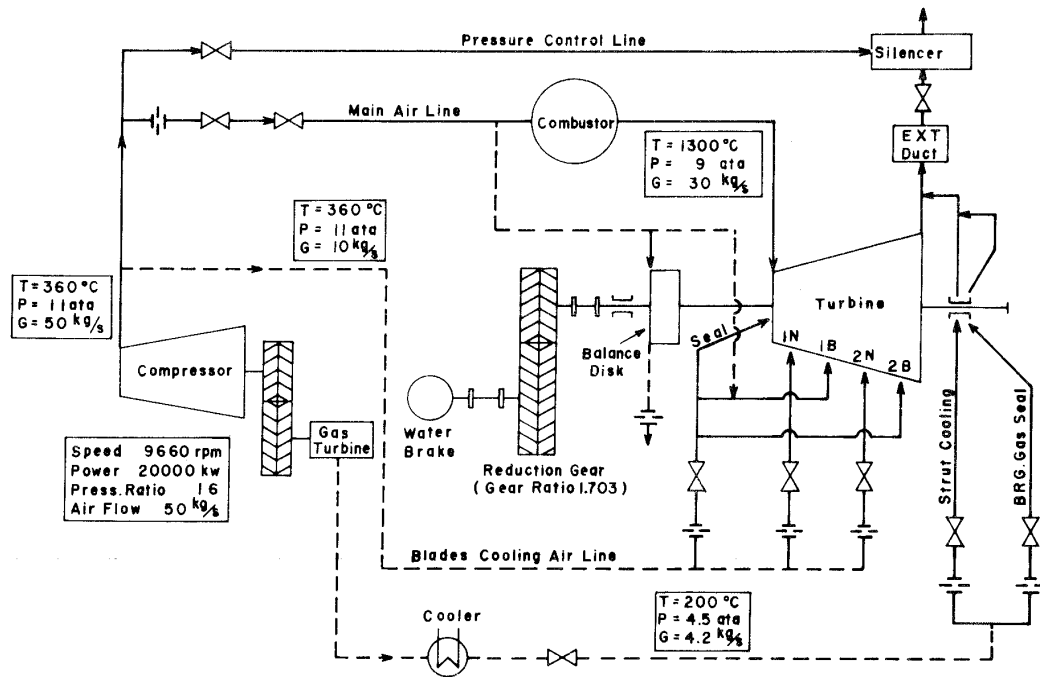 Pressure Control Line
Silencer
Main Air Line
Combustor
EXT
Duct
T = 1300°C
P = 9 ata
G = 30 kg/s
T = 360 °C
P = 11 ata
G = 10 kg/s
T = 360°C
P = 11 ata
G = 50 kg/s
Turbine
Seal
1N
1B
2N
2B
Balance
Disk
Compressor
Gas
Turbine
Water
Brake
Speed 9660 rpm
Power 20000 kw
Press. Ratio 16
Air Flow 50 kg/s
Reduction Gear
(Gear Ratio 1.703)
Strut Cooling
BRG. Gas Seal
Blades Cooling Air Line
T = 200 °C
P = 4.5 ata
G = 4.2 kg/s
Cooler